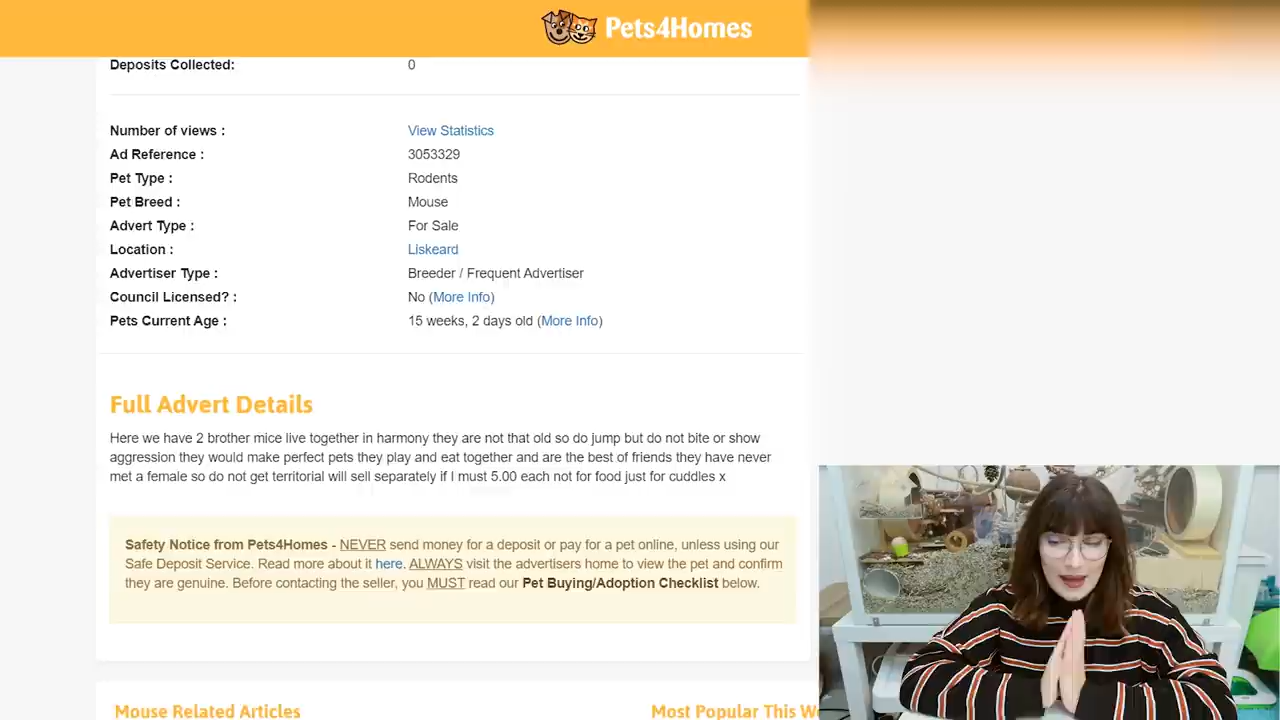 Pets4Homes
Deposits Collected: 0
Number of views : View Statistics
Ad Reference : 3053329
Pet Type : Rodents
Pet Breed : Mouse
Advert Type : For Sale
Location : Liskeard
Advertiser Type : Breeder / Frequent Advertiser
Council Licensed? : No (More Info)
Pets Current Age : 15 weeks, 2 days old (More Info)
Full Advert Details
Here we have 2 brother mice live together in harmony they are not that old so do jump but do not bite or show
aggression they would make perfect pets they play and eat together and are the best of friends they have never
met a female so do not get territorial will sell separately if I must 5.00 each not for food just for cuddles x
Safety Notice from Pets4Homes - NEVER send money for a deposit or pay for a pet online, unless using our
Safe Deposit Service. Read more about it here. ALWAYS visit the advertisers home to view the pet and confirm
they are genuine. Before contacting the seller, you MUST read our Pet Buying/Adoption Checklist below.
Mouse Related Articles
Most Popular This W